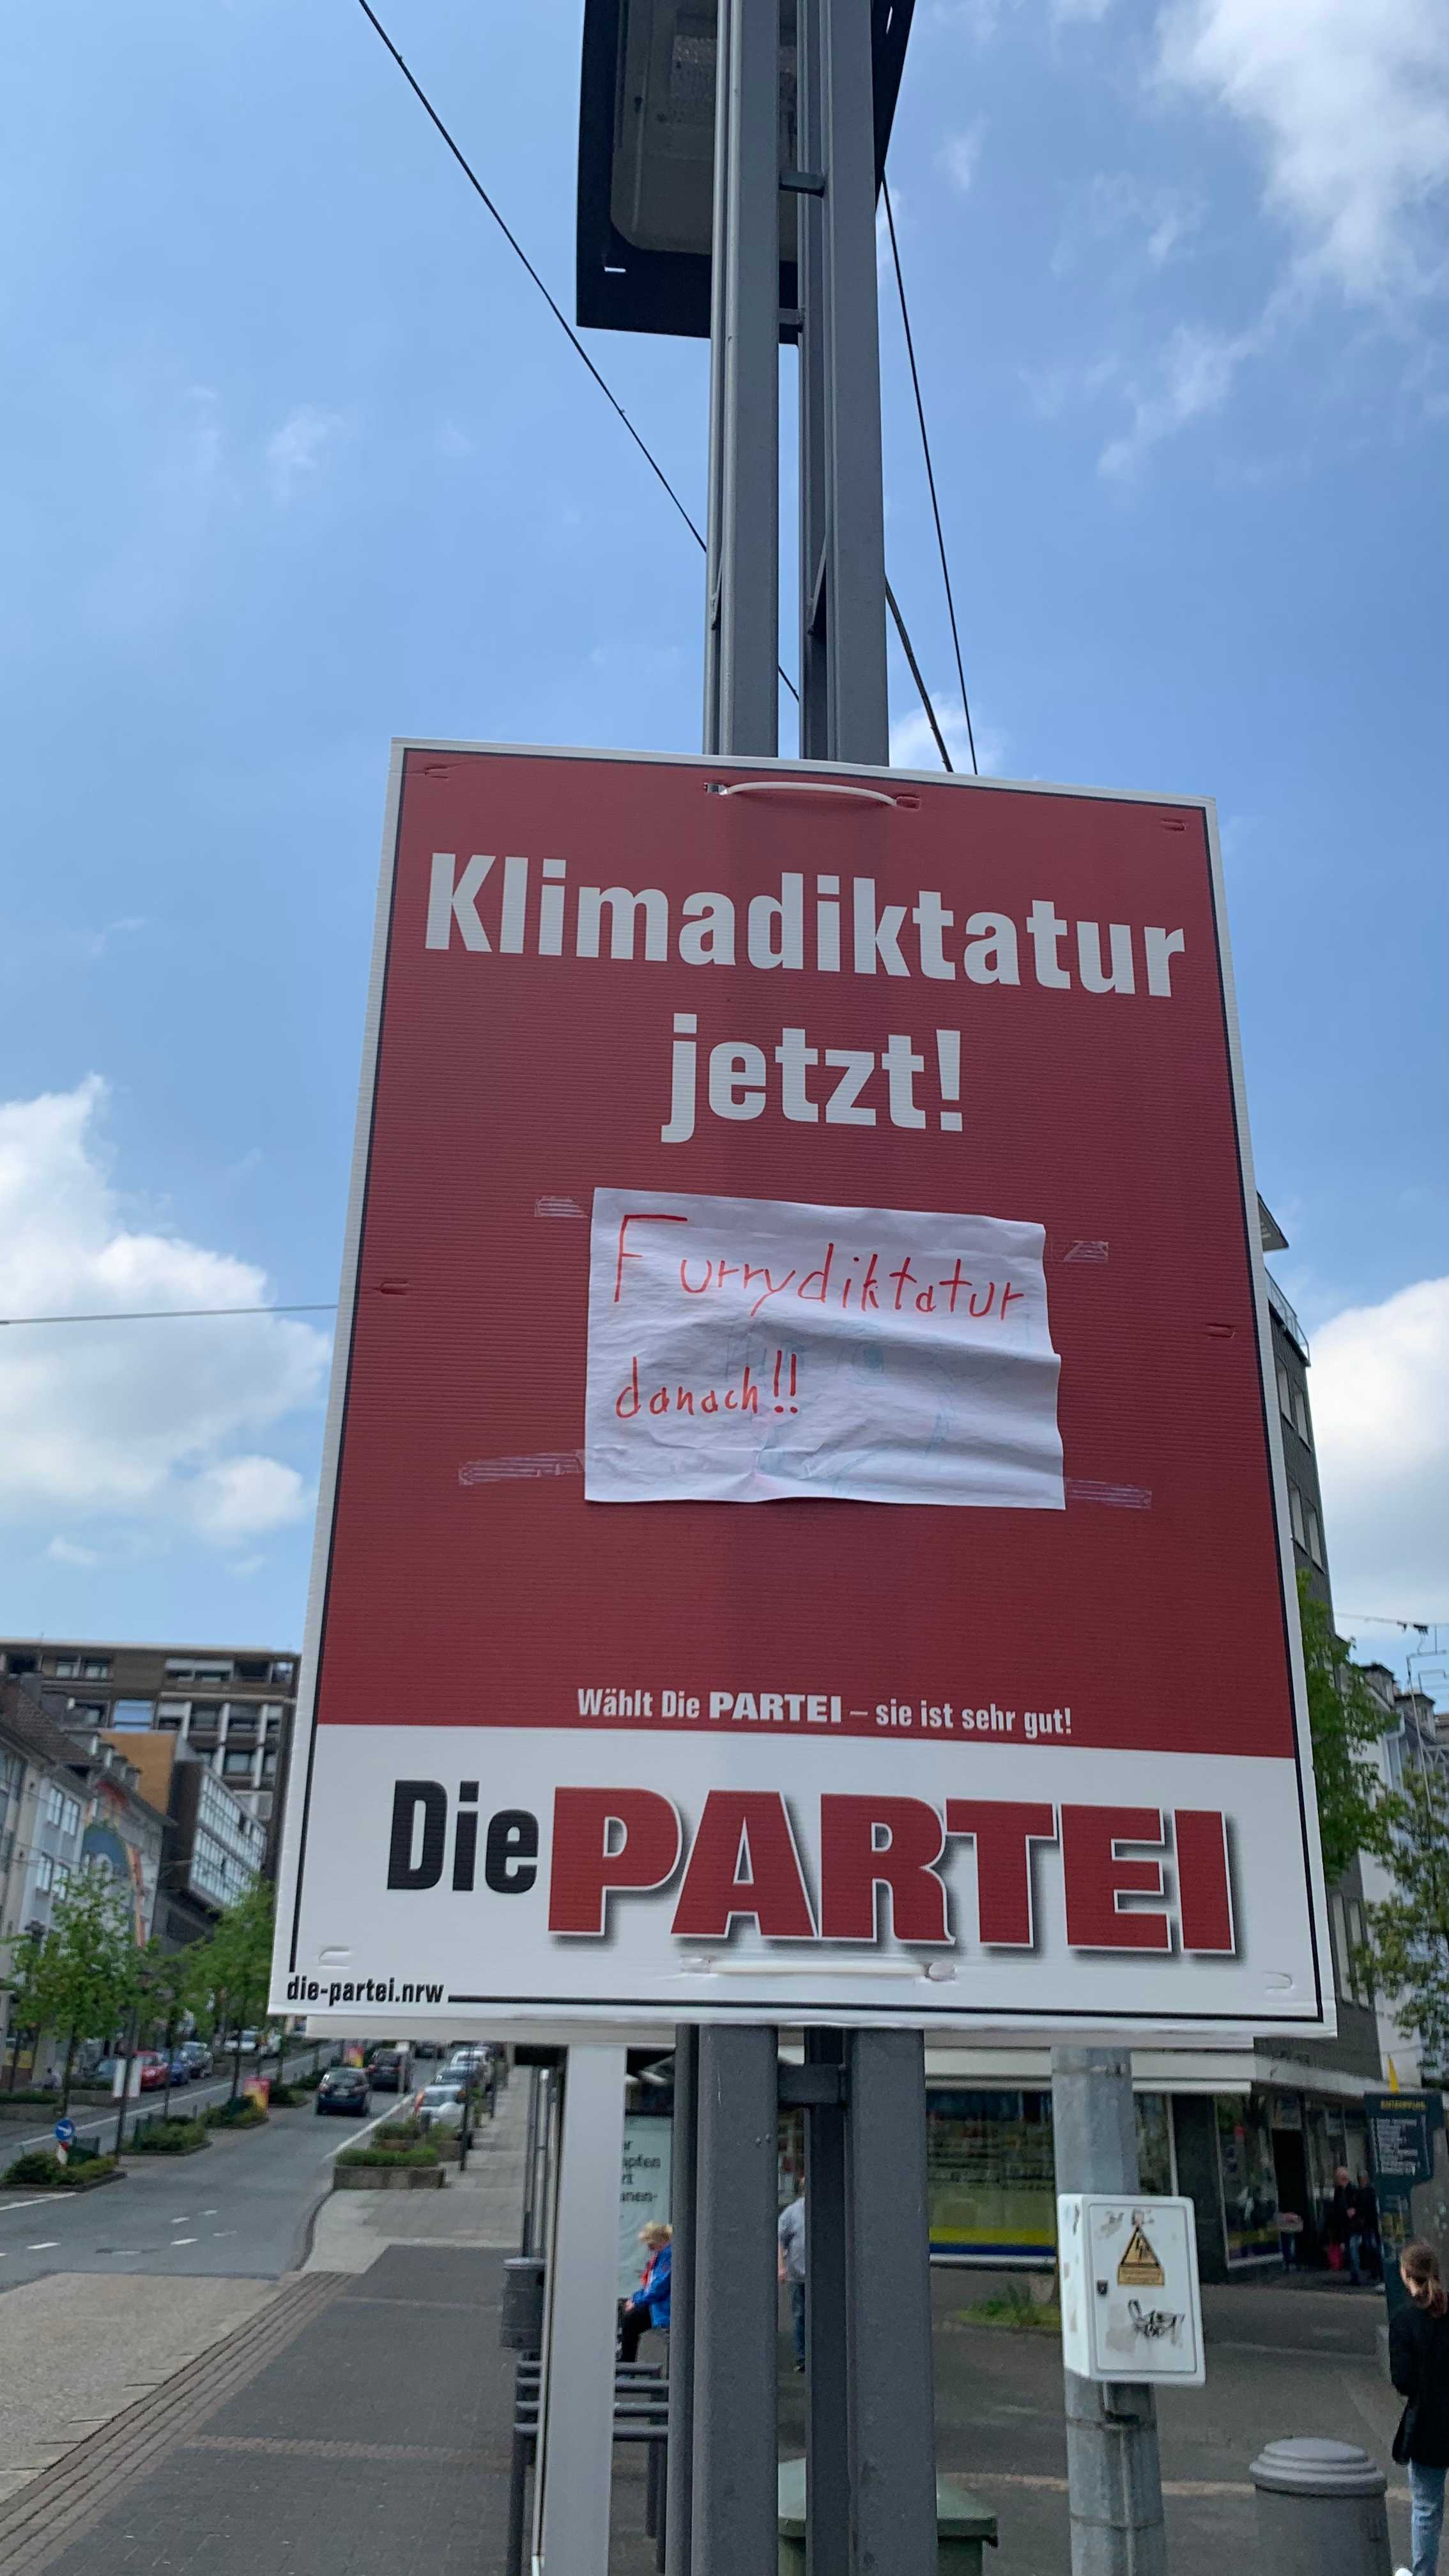 Klimadiktatur
jetzt!
Furrydiktatur
danach!!
Wählt Die PARTEI – sie ist sehr gut!
Die PARTEI
die-partei.nrw